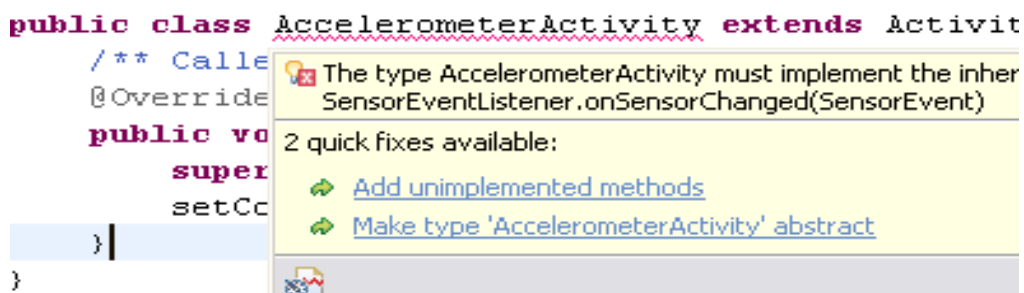 public class AccelerometerActivity extends Activit
/** Calle
The type AccelerometerActivity must implement the inher
@Override
SensorEventListener.onSensorChanged(SensorEvent)
public vo
2 quick fixes available:
super
Add unimplemented methods
setCo
Make type 'AccelerometerActivity' abstract
}
}